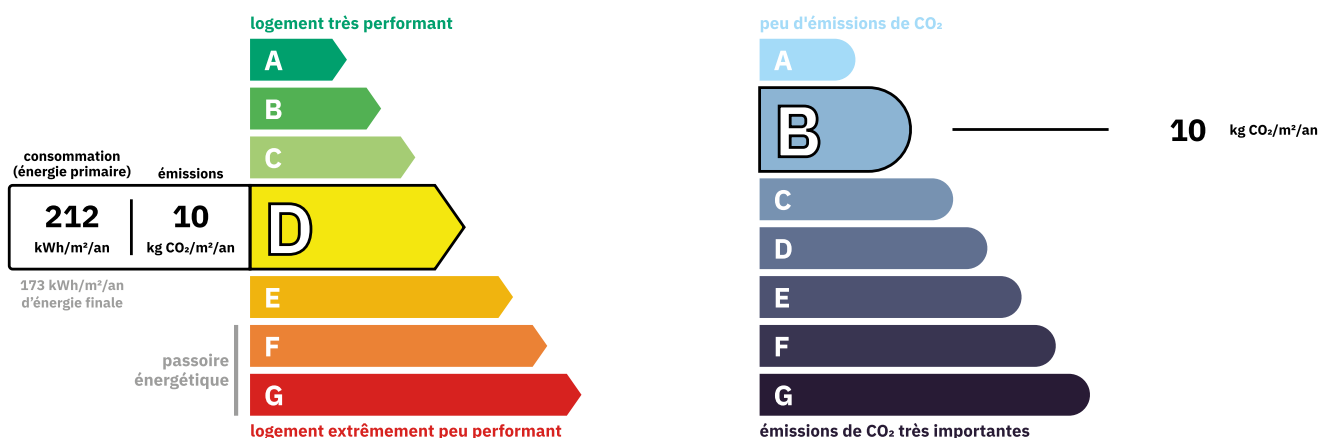 logement très performant
A
B
C
consommation
(énergie primaire)
émissions
212
kWh/m²/an
10
kg CO₂/m²/an
D
173 kWh/m²/an
d'énergie finale
E
F
passoire
énergétique
G
logement extrêmement peu performant
peu d'émissions de CO₂
A
B
10 kg CO₂/m²/an
C
D
E
F
G
émissions de CO₂ très importantes